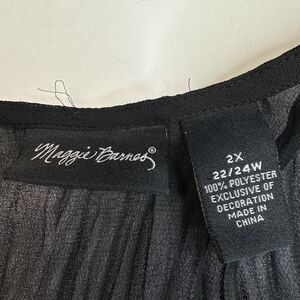 Maggie Barnes®
2X
22/24W
100% POLYESTER
EXCLUSIVE OF
DECORATION
MADE IN
CHINA